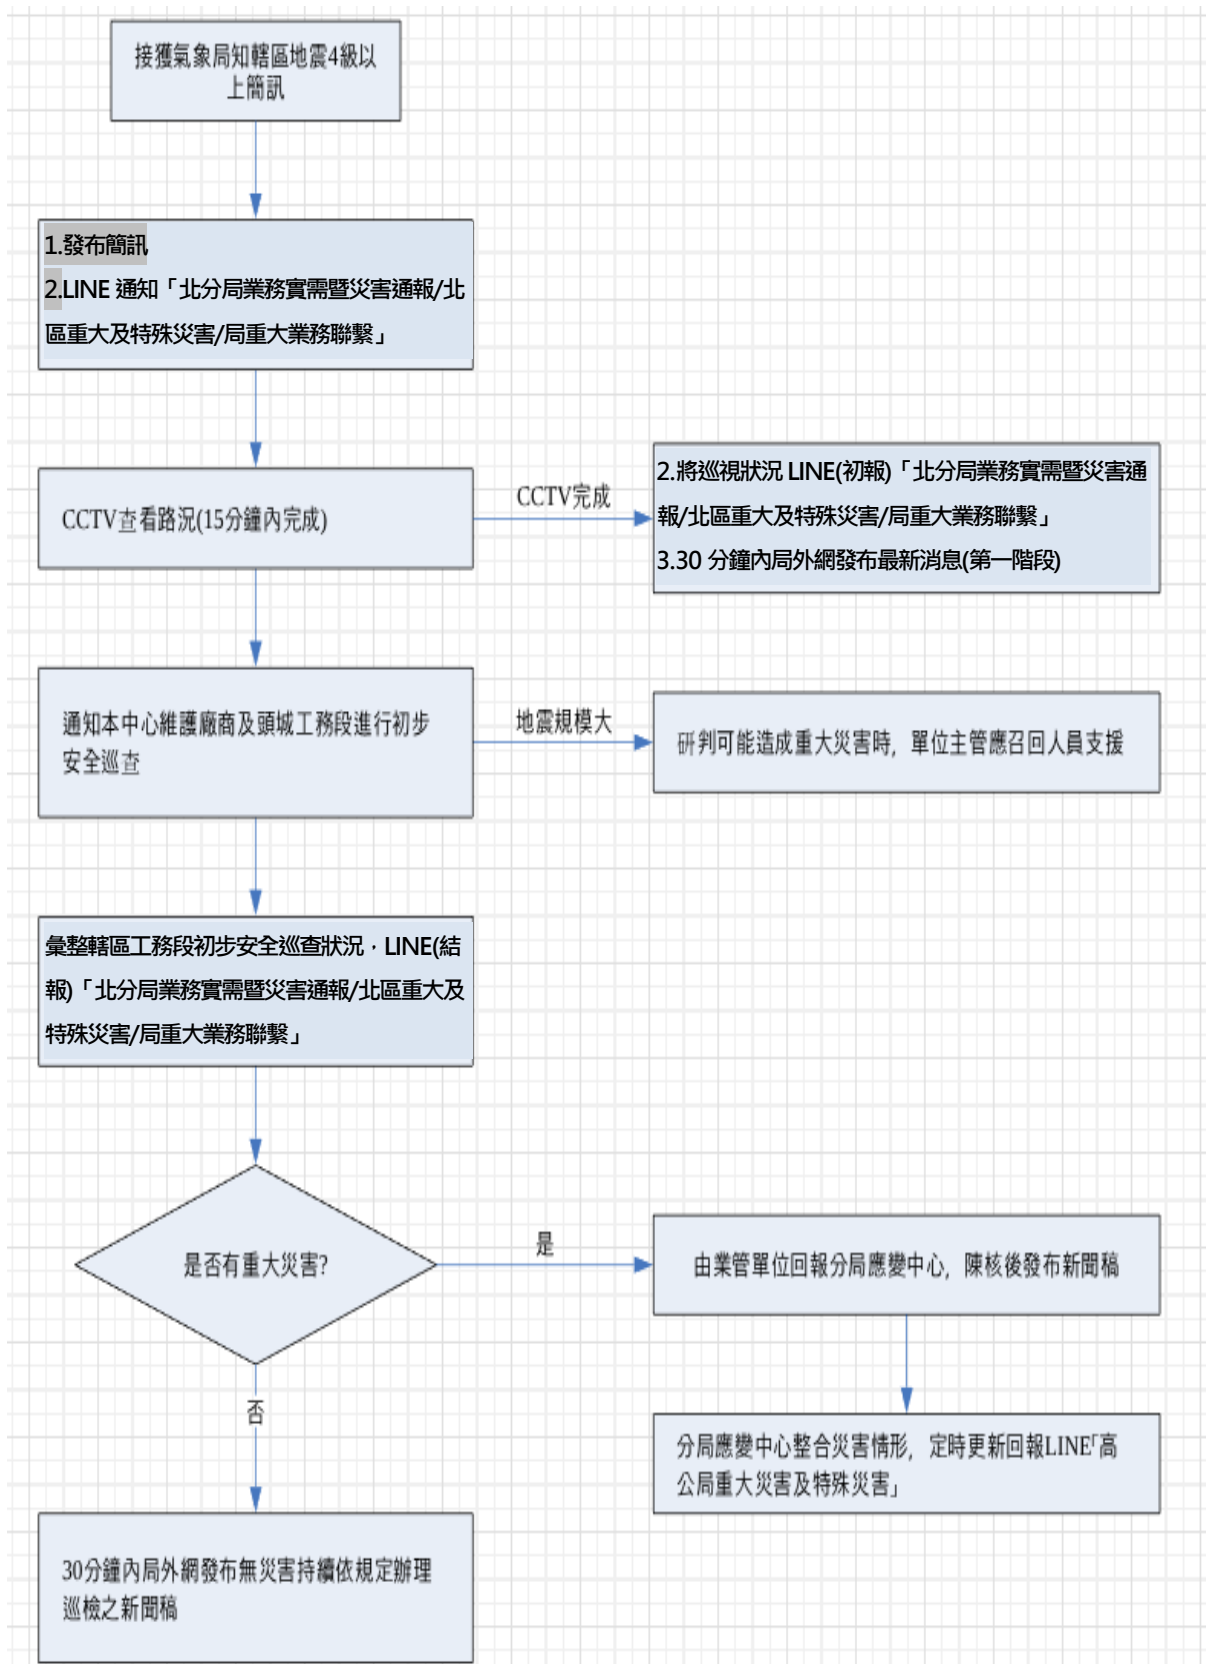 接獲氣象局知轄區地震4級以
上簡訊
1.發布簡訊
2.LINE 通知「北分局業務實需暨災害通報/北
區重大及特殊災害/局重大業務聯繫」
CCTV查看路況(15分鐘內完成)
CCTV完成
2.將巡視狀況 LINE(初報)「北分局業務實需暨災害通
報/北區重大及特殊災害/局重大業務聯繫」
3.30 分鐘內局外網發布最新消息(第一階段)
通知本中心維護廠商及頭城工務段進行初步
安全巡查
地震規模大
研判可能造成重大災害時，單位主管應召回人員支援
彙整轄區工務段初步安全巡查狀況，LINE(結
報)「北分局業務實需暨災害通報/北區重大及
特殊災害/局重大業務聯繫」
是否有重大災害?
是
由業管單位回報分局應變中心，陳核後發布新聞稿
否
分局應變中心整合災害情形，定時更新回報LINE「高
公局重大災害及特殊災害」
30分鐘內局外網發布無災害持續依規定辦理
巡檢之新聞稿